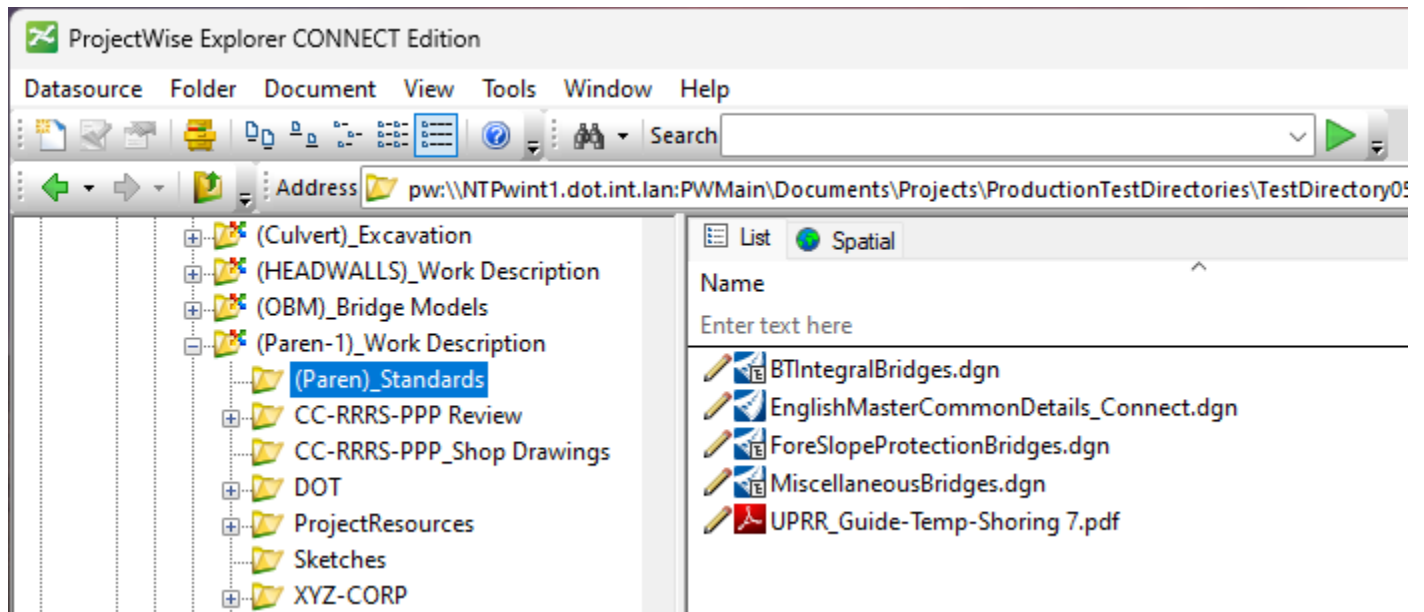 ProjectWise Explorer CONNECT Edition
Datasource Folder Document View Tools Window Help
Search
Address pw:\\NTPwint1.dot.int.lan:PWMain\Documents\Projects\ProductionTestDirectories\TestDirectory05
(Culvert)_Excavation
(HEADWALLS)_Work Description
(OBM)_Bridge Models
(Paren-1)_Work Description
(Paren)_Standards
CC-RRRS-PPP Review
CC-RRRS-PPP_Shop Drawings
DOT
ProjectResources
Sketches
XYZ-CORP
List Spatial
Name
Enter text here
BTIntegralBridges.dgn
EnglishMasterCommonDetails_Connect.dgn
ForeSlopeProtectionBridges.dgn
MiscellaneousBridges.dgn
UPRR_Guide-Temp-Shoring 7.pdf